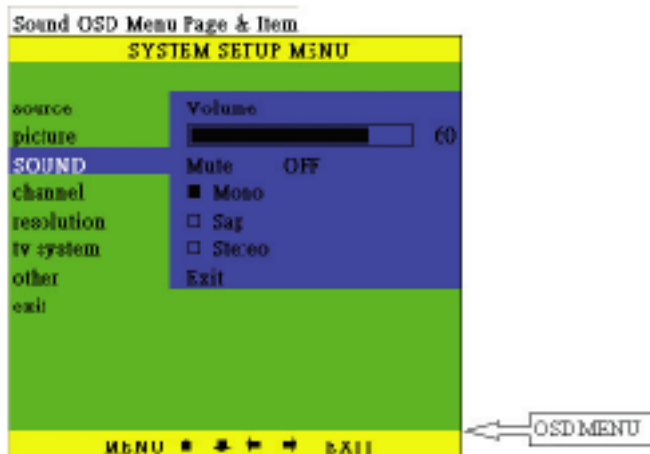 Sound OSD Menu Page & Item
SYSTEM SETUP MENU
source
picture
SOUND
channel
resolution
tv system
other
exit
Volume
60
Mute OFF
Mono
Sap
Stereo
Exit
MENU EXIT
OSD MENU